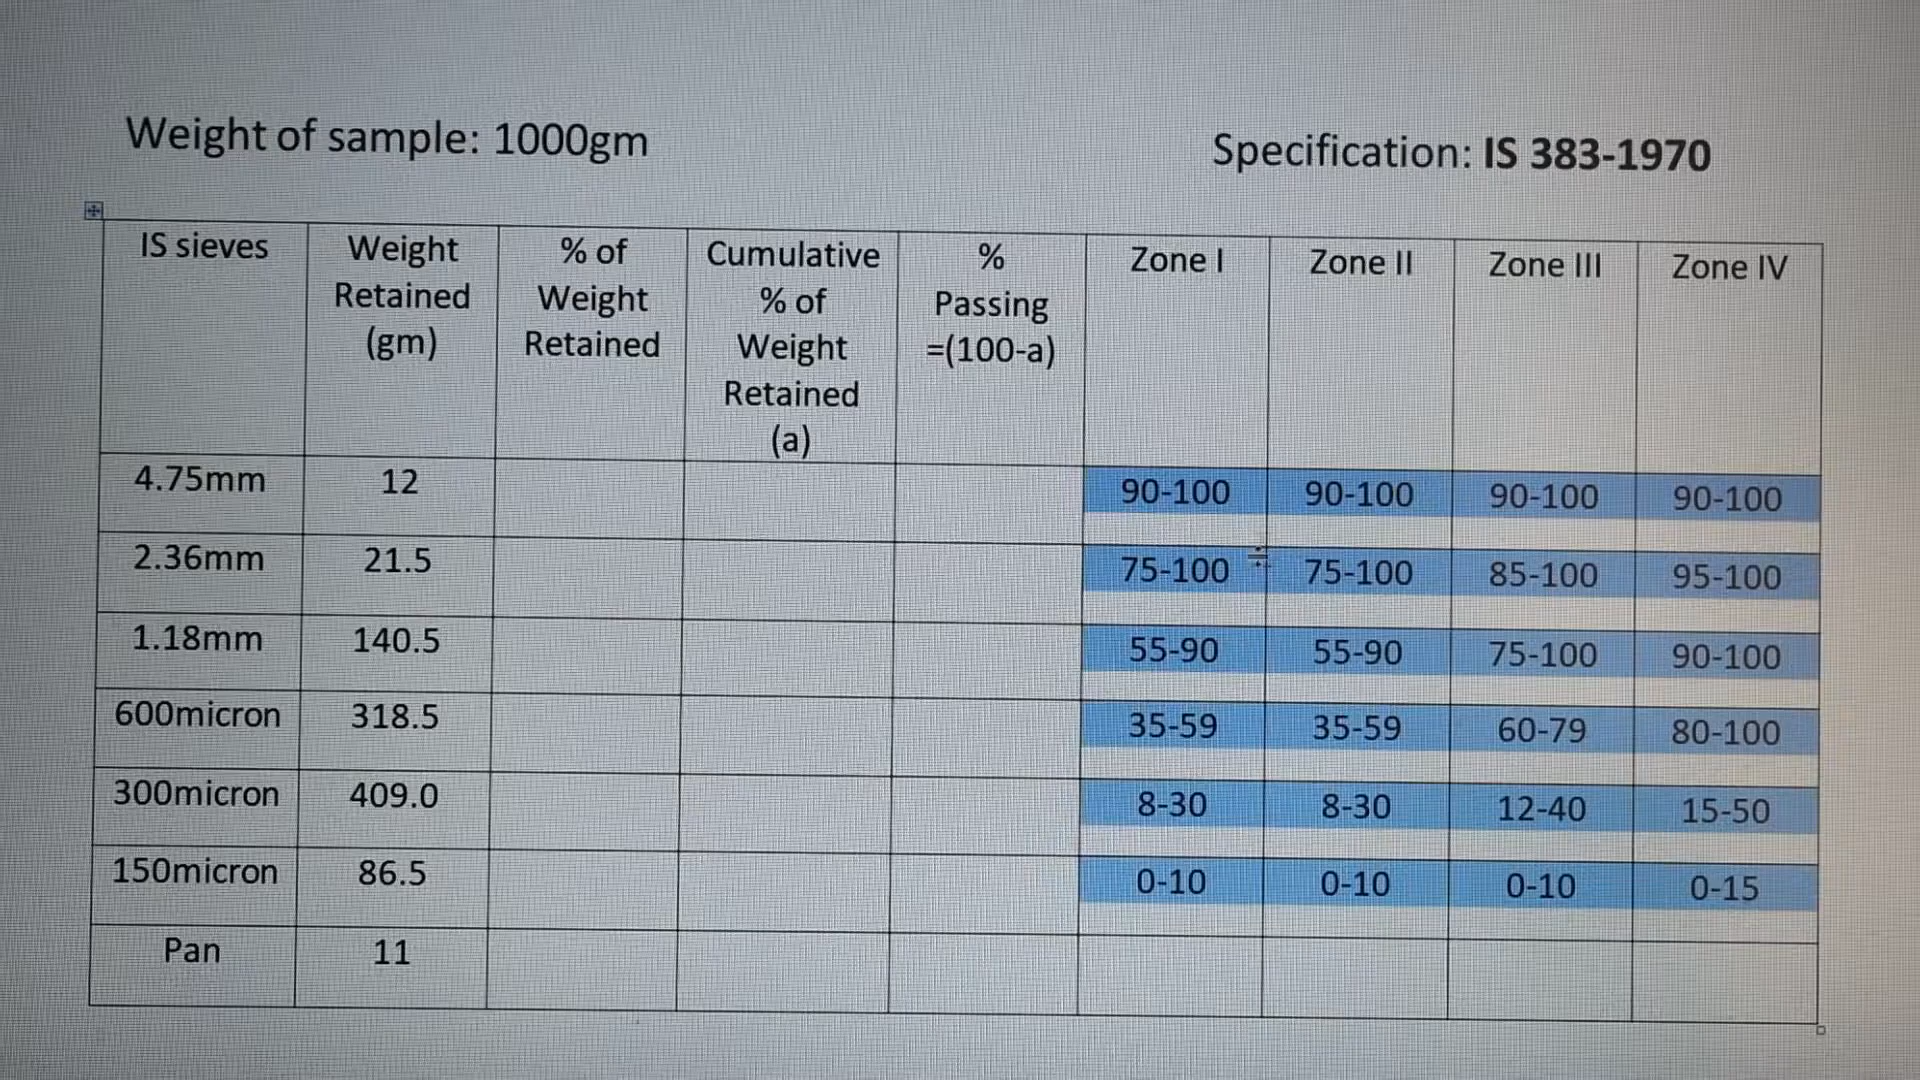 Weight of sample: 1000gm
Specification: IS 383-1970
IS sieves
Weight
Retained
(gm)
% of
Weight
Retained
Cumulative
% of
Weight
Retained
(a)
%
Passing
=(100-a)
Zone I
Zone II
Zone III
Zone IV
4.75mm 12 90-100 90-100 90-100 90-100
2.36mm 21.5 75-100 75-100 85-100 95-100
1.18mm 140.5 55-90 55-90 75-100 90-100
600micron 318.5 35-59 35-59 60-79 80-100
300micron 409.0 8-30 8-30 12-40 15-50
150micron 86.5 0-10 0-10 0-10 0-15
Pan 11